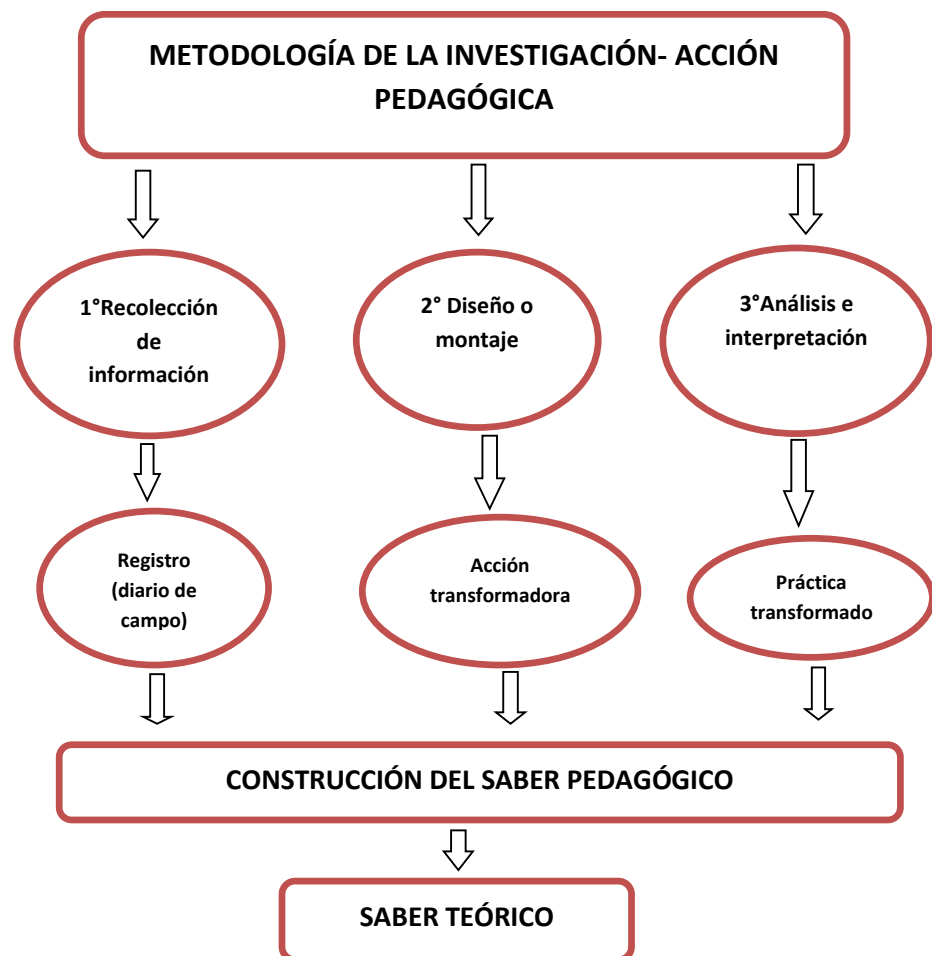 METODOLOGÍA DE LA INVESTIGACIÓN- ACCIÓN
PEDAGÓGICA
1°Recolección
de
información
2° Diseño o
montaje
3°Análisis e
interpretación
Registro
(diario de
campo)
Acción
transformadora
Práctica
transformado
CONSTRUCCIÓN DEL SABER PEDAGÓGICO
SABER TEÓRICO